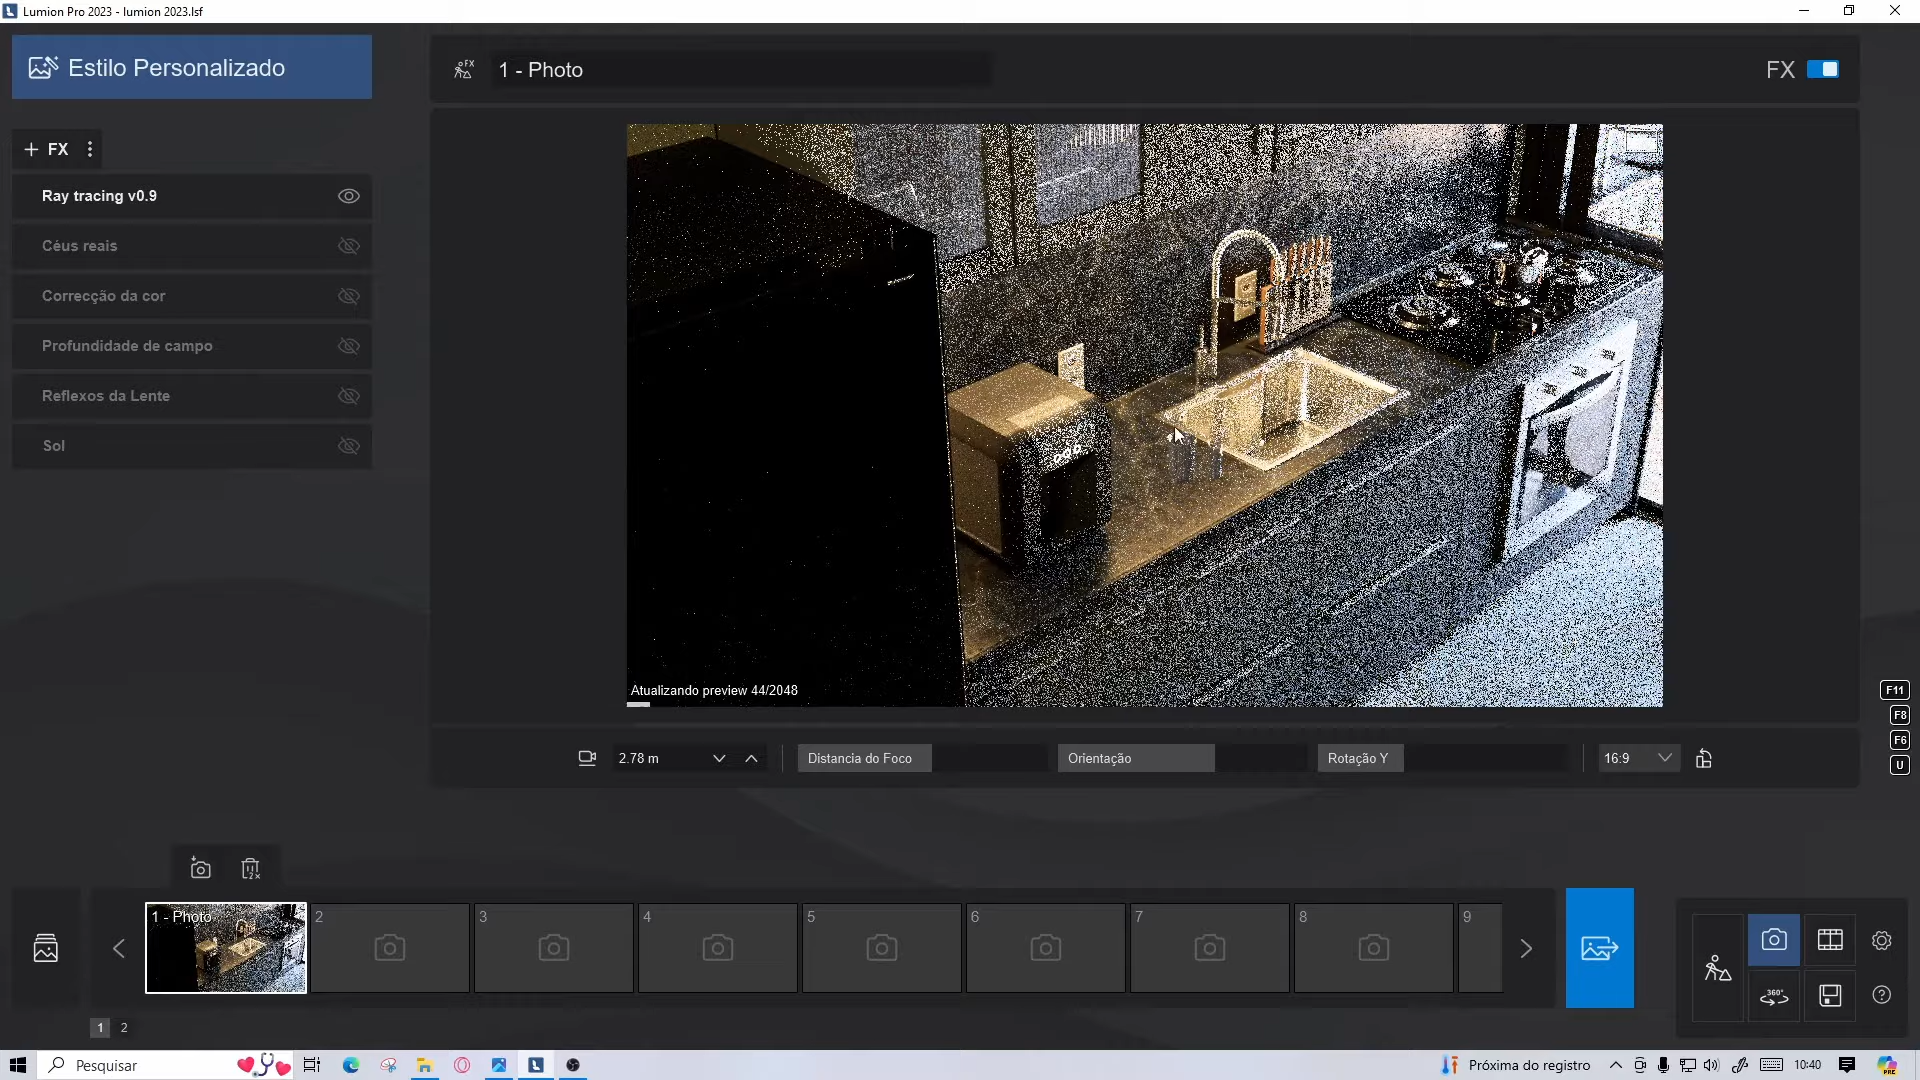 Lumion Pro 2023 - lumion 2023.lsf
Estilo Personalizado
1 - Photo
FX
+ FX
Ray tracing v0.9
Céus reais
Correcção da cor
Profundidade de campo
Reflexos da Lente
Sol
Atualizando preview 44/2048
F11
F8
F6
U
2.78 m
Distancia do Foco
Orientação
Rotação Y
16:9
1 - Photo
2
3
4
5
6
7
8
9
360°
1 2
Pesquisar
Próxima do registro
10:40
PRE